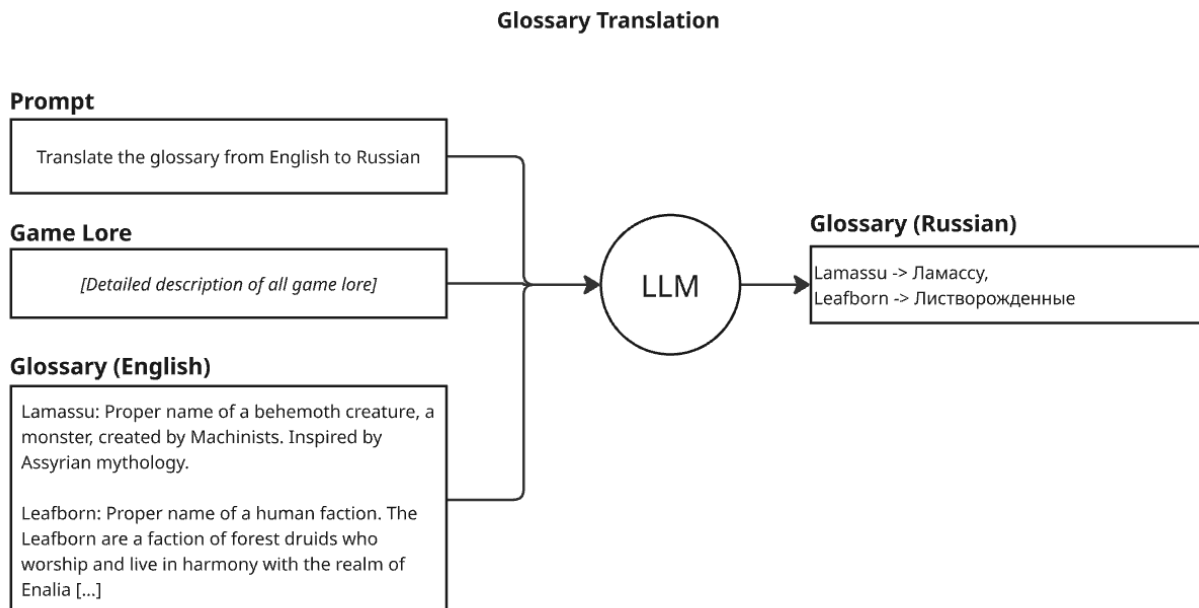 Glossary Translation
Prompt
Translate the glossary from English to Russian
Game Lore
[Detailed description of all game lore]
Glossary (English)
Lamassu: Proper name of a behemoth creature, a
monster, created by Machinists. Inspired by
Assyrian mythology.
Leafborn: Proper name of a human faction. The
Leafborn are a faction of forest druids who
worship and live in harmony with the realm of
Enalia [...]
LLM
Glossary (Russian)
Lamassu -> Ламассу,
Leafborn -> Листворожденные